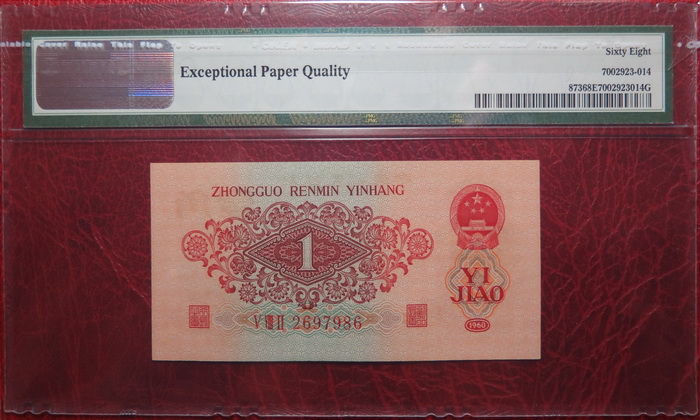 Sixty Eight
Exceptional Paper Quality
7002923-014
87368E7002923014G
ZHONGGUO RENMIN YINHANG
1
YI
JIAO
2697986
1960